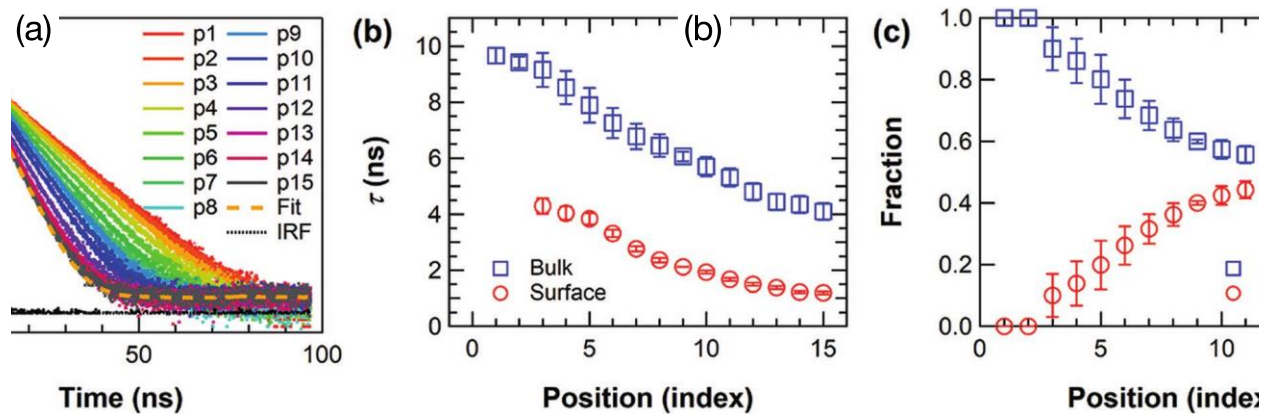 (a)
p1 p9
p2 p10
p3 p11
p4 p12
p5 p13
p6 p14
p7 p15
p8 Fit
IRF
50 100
Time (ns)
(b) (b)
10
8
6
4
2
0
τ (ns)
Bulk
Surface
0 5 10 15
Position (index)
(c)
1.0
0.8
0.6
0.4
0.2
0.0
Fraction
5 10
Position (index